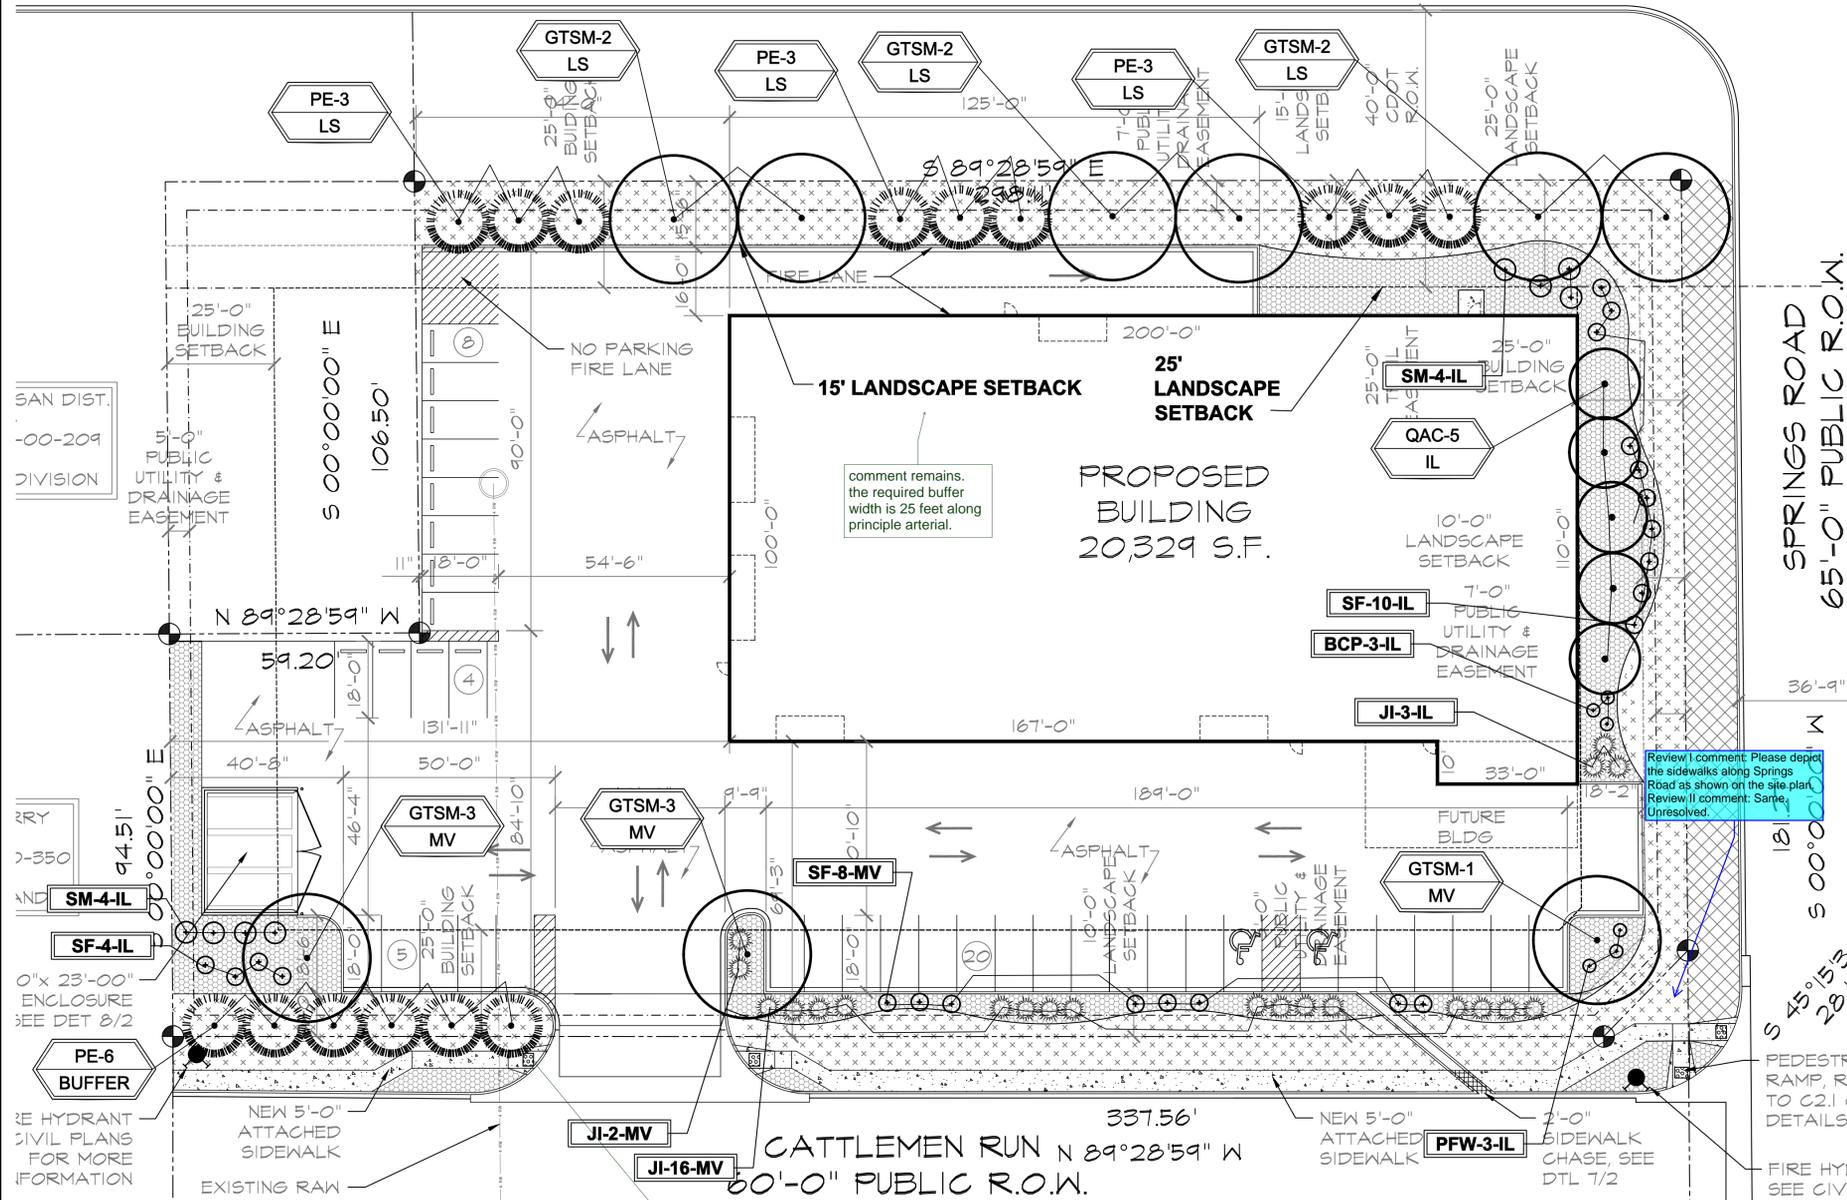 GTSM-2
LS
PE-3
LS
GTSM-2
LS
PE-3
LS
GTSM-2
LS
PE-3
LS
25'-0"
BUILDING
SETBACK
125'-0"
PUBLIC
DRAINAGE
EASEMENT
40'-0"
CDOT
R.O.W.
25'-0"
LANDSCAPE
SETBACK
S 89°28'59" E
FIRE LANE
16'-0"
25'-0"
BUILDING
SETBACK
S 00°00'00" E
106.50'
8
NO PARKING
FIRE LANE
200'-0"
15' LANDSCAPE SETBACK
25'
LANDSCAPE
SETBACK
25'-0"
EASEMENT
25'-0"
BUILDING
SETBACK
SM-4-IL
QAC-5
IL
SPRINGS ROAD
65'-0" PUBLIC R.O.W.
SAN DIST.
-00-209
DIVISION
5'-0"
PUBLIC
UTILITY &
DRAINAGE
EASEMENT
ASPHALT
90'-0"
comment remains.
the required buffer
width is 25 feet along
principle arterial.
PROPOSED
BUILDING
20,329 S.F.
100'-0"
110'-0"
10'-0"
LANDSCAPE
SETBACK
11"
18'-0"
54'-6"
7'-0"
PUBLIC
UTILITY &
DRAINAGE
EASEMENT
SF-10-IL
BCP-3-IL
JI-3-IL
N 89°28'59" W
59.20'
18'-0"
4
ASPHALT
131'-11"
167'-0"
36'-9"
40'-8"
50'-0"
33'-0"
Review I comment: Please depict
the sidewalks along Springs
Road as shown on the site plan.
Review II comment: Same.
Unresolved.
94.51'
S 00°00'00" W
46'-4"
84'-10"
GTSM-3
MV
GTSM-3
MV
9'-9"
189'-0"
18'-2"
FUTURE
BLDG
ASPHALT
GTSM-1
MV
SF-8-MV
SM-4-IL
SF-4-IL
5
25'-0"
BUILDING
SETBACK
18'-0"
18'-0"
20
10'-0"
LANDSCAPE
SETBACK
PUBLIC
UTILITY &
DRAINAGE
EASEMENT
0"x 23'-00"
ENCLOSURE
SEE DET 8/2
PE-6
BUFFER
HYDRANT
CIVIL PLANS
FOR MORE
NEW 5'-0"
ATTACHED
SIDEWALK
EXISTING RAW
JI-2-MV
JI-16-MV
337.56'
CATTLEMEN RUN N 89°28'59" W
60'-0" PUBLIC R.O.W.
NEW 5'-0"
ATTACHED
SIDEWALK
PFW-3-IL
2'-0"
SIDEWALK
CHASE, SEE
DTL 7/2
RAMP, R
TO C2.1
DETAILS
FIRE HY
SEE CIV